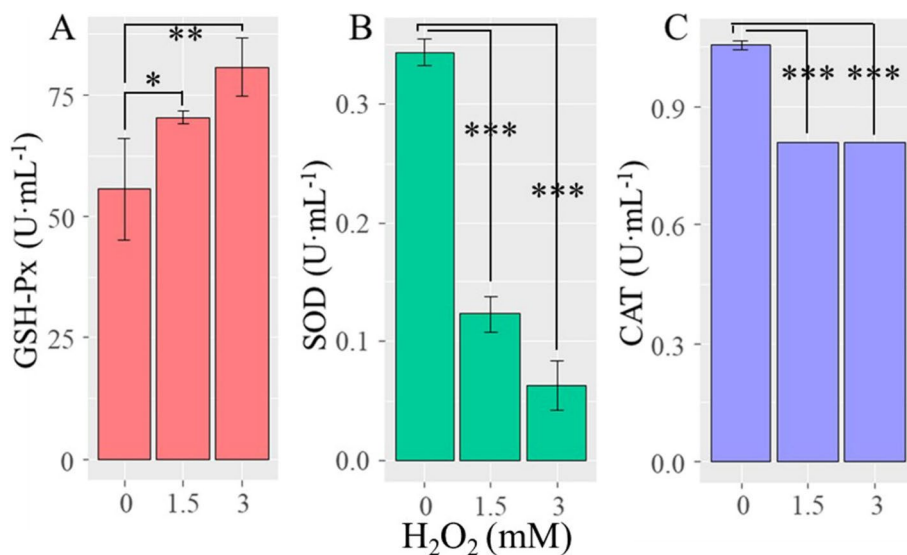 A
GSH-Px (U·mL⁻¹)
75
50
25
0
**
*
0 1.5 3
B
SOD (U·mL⁻¹)
0.3
0.2
0.1
0.0
***
***
0 1.5 3
H₂O₂ (mM)
C
CAT (U·mL⁻¹)
0.9
0.6
0.3
0.0
*** ***
0 1.5 3